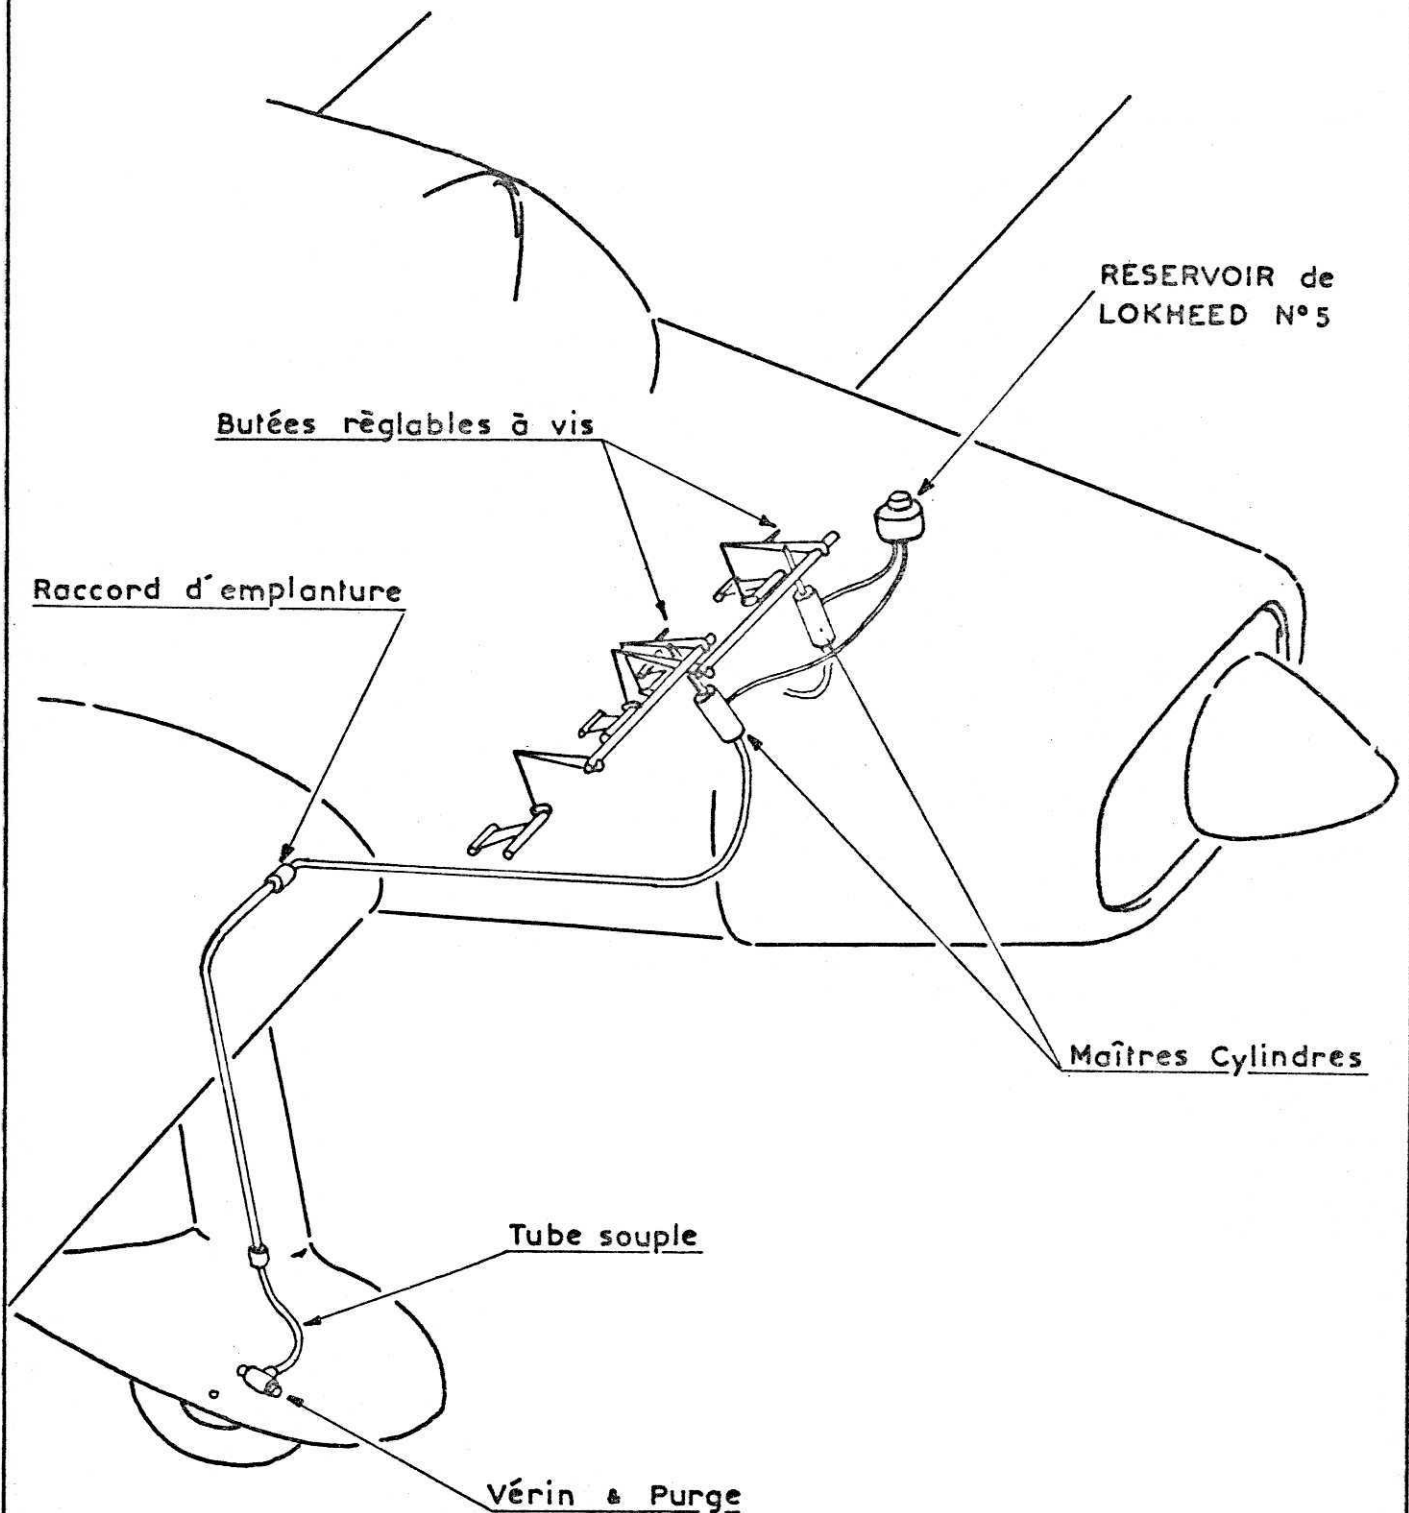 RESERVOIR de
LOKHEED N°5
Butées règlables à vis
Raccord d'emplanture
Maîtres Cylindres
Tube souple
Vérin & Purge